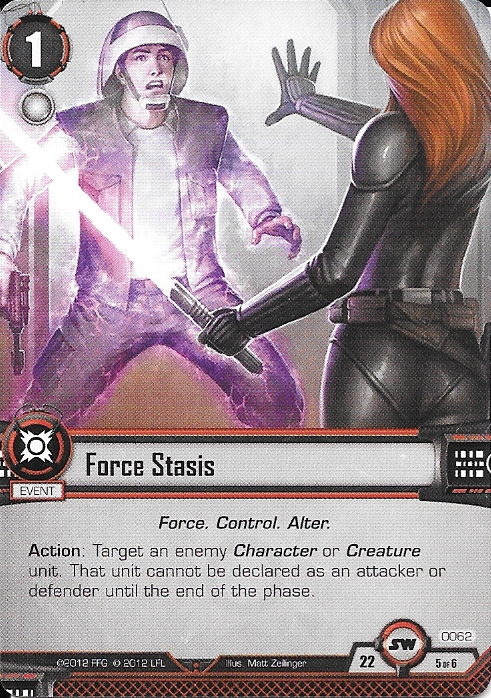 1
Force Stasis
EVENT
Force. Control. Alter.
Action: Target an enemy Character or Creature
unit. That unit cannot be declared as an attacker or
defender until the end of the phase.
©2012 FFG © 2012 LFL
Illus. Matt Zeilinger
22
SW
0062
5 of 6